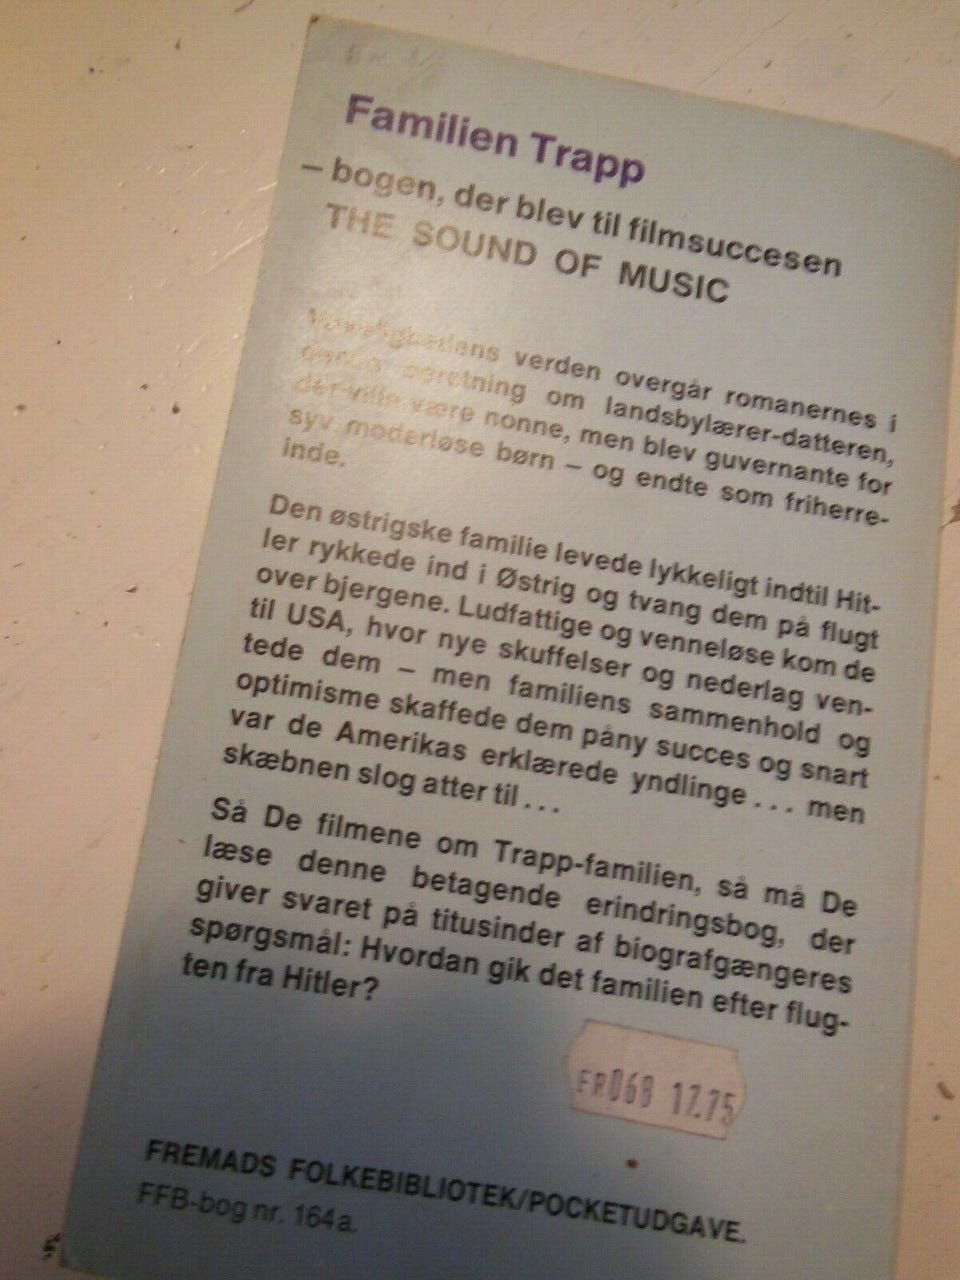 Familien Trapp
– bogen, der blev til filmsuccesen
THE SOUND OF MUSIC
Virkelighedens verden overgår romanernes i
denne beretning om landsbylærer-datteren,
der ville være nonne, men blev guvernante for
syv moderløse børn – og endte som friherre-
inde.
Den østrigske familie levede lykkeligt indtil Hit-
ler rykkede ind i Østrig og tvang dem på flugt
over bjergene. Ludfattige og venneløse kom de
til USA, hvor nye skuffelser og nederlag ven-
tede dem – men familiens sammenhold og
optimisme skaffede dem påny succes og snart
var de Amerikas erklærede yndlinge ... men
skæbnen slog atter til ...
Så De filmene om Trapp-familien, så må De
læse denne betagende erindringsbog, der
giver svaret på titusinder af biografgængeres
spørgsmål: Hvordan gik det familien efter flug-
ten fra Hitler?
FR068 17.75
FREMADS FOLKEBIBLIOTEK/POCKETUDGAVE.
FFB-bog nr. 164a.